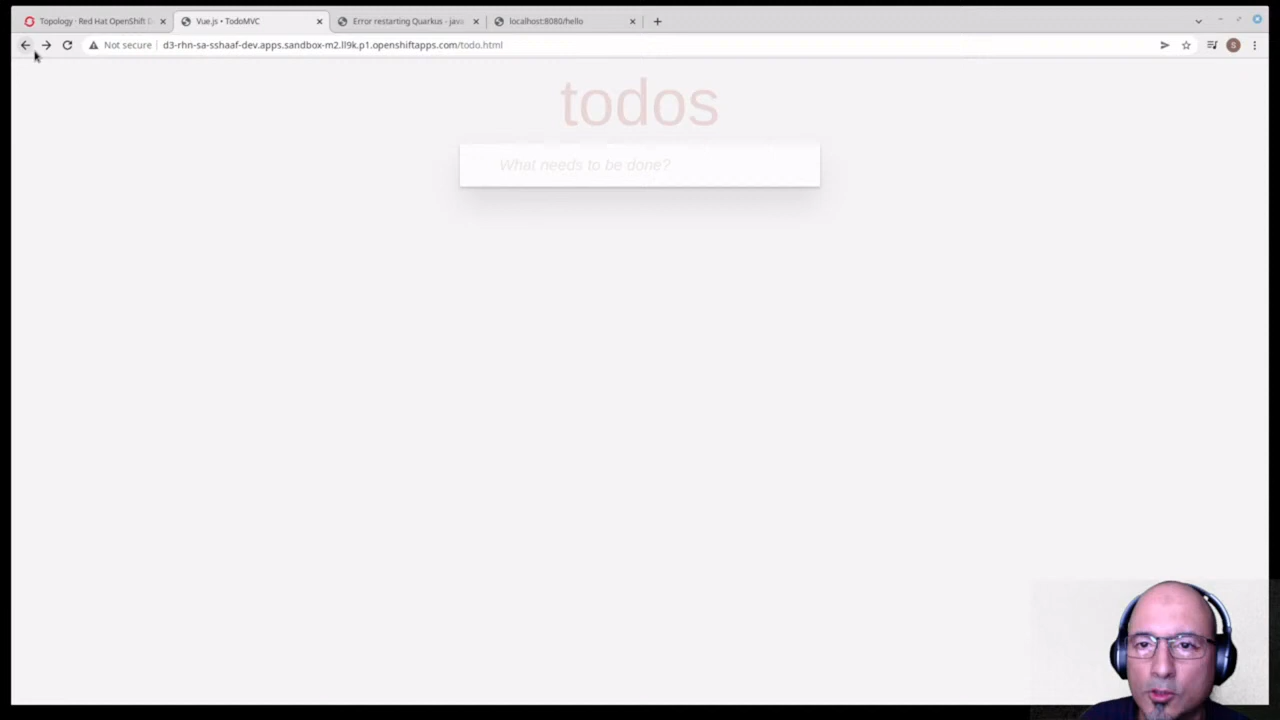 Topology · Red Hat OpenShift D
Vue.js • TodoMVC
Error restarting Quarkus - java
localhost:8080/hello
Not secure
d3-rhn-sa-sshaaf-dev.apps.sandbox-m2.ll9k.p1.openshiftapps.com/todo.html
S
todos
What needs to be done?